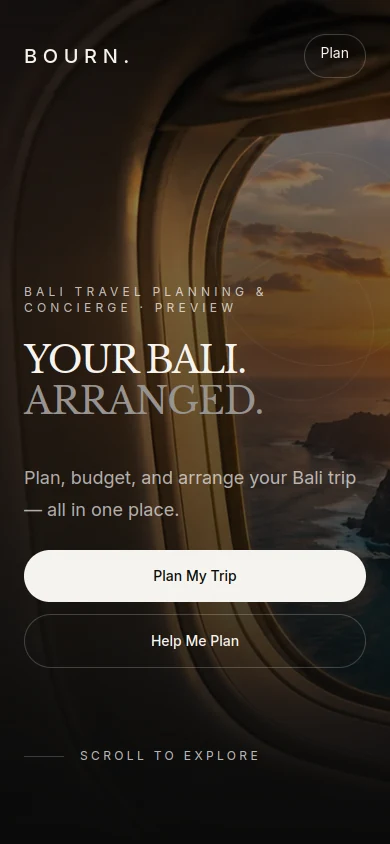 BOURN.
Plan
BALI TRAVEL PLANNING &
CONCIERGE · PREVIEW
YOUR BALI.
ARRANGED.
Plan, budget, and arrange your Bali trip
— all in one place.
Plan My Trip
Help Me Plan
SCROLL TO EXPLORE